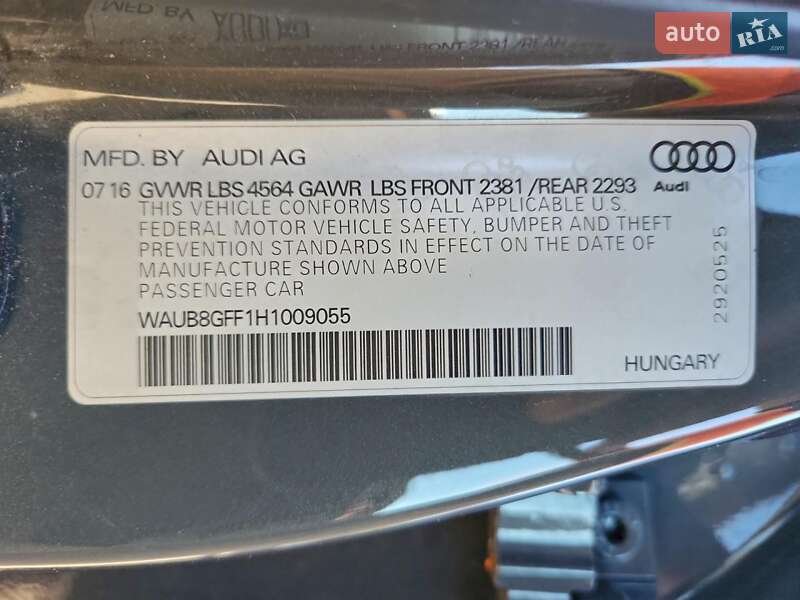 auto RIA
.com
MFD. BY AUDI AG
07 16 GVWR LBS 4564 GAWR LBS FRONT 2381 /REAR 2293
Audi
THIS VEHICLE CONFORMS TO ALL APPLICABLE U.S.
FEDERAL MOTOR VEHICLE SAFETY, BUMPER AND THEFT
PREVENTION STANDARDS IN EFFECT ON THE DATE OF
MANUFACTURE SHOWN ABOVE
PASSENGER CAR
WAUB8GFF1H1009055
2920525
HUNGARY